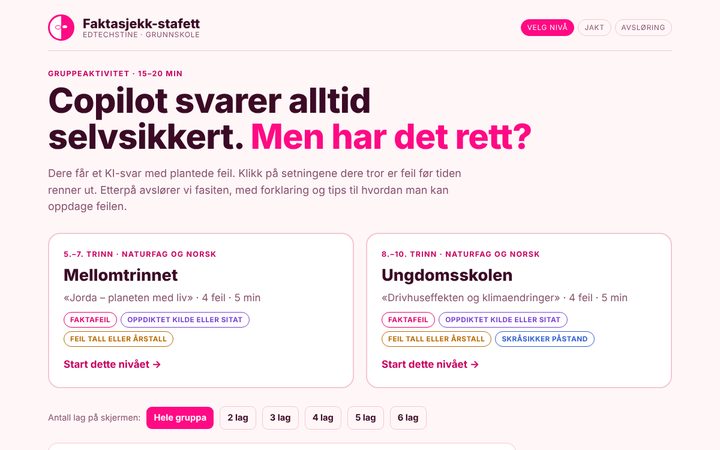 Faktasjekk-stafett
EDTECHSTINE · GRUNNSKOLE
VELG NIVÅ
JAKT
AVSLØRING
GRUPPEAKTIVITET · 15–20 MIN
Copilot svarer alltid
selvsikkert. Men har det rett?
Dere får et KI-svar med plantede feil. Klikk på setningene dere tror er feil før tiden
renner ut. Etterpå avslører vi fasiten, med forklaring og tips til hvordan man kan
oppdage feilen.
5.–7. TRINN · NATURFAG OG NORSK
Mellomtrinnet
«Jorda – planeten med liv» · 4 feil · 5 min
FAKTAFEIL
OPPDIKTET KILDE ELLER SITAT
FEIL TALL ELLER ÅRSTALL
Start dette nivået →
8.–10. TRINN · NATURFAG OG NORSK
Ungdomsskolen
«Drivhuseffekten og klimaendringer» · 4 feil · 5 min
FAKTAFEIL
OPPDIKTET KILDE ELLER SITAT
FEIL TALL ELLER ÅRSTALL
SKRÅSIKKER PÅSTAND
Start dette nivået →
Antall lag på skjermen:
Hele gruppa
2 lag
3 lag
4 lag
5 lag
6 lag